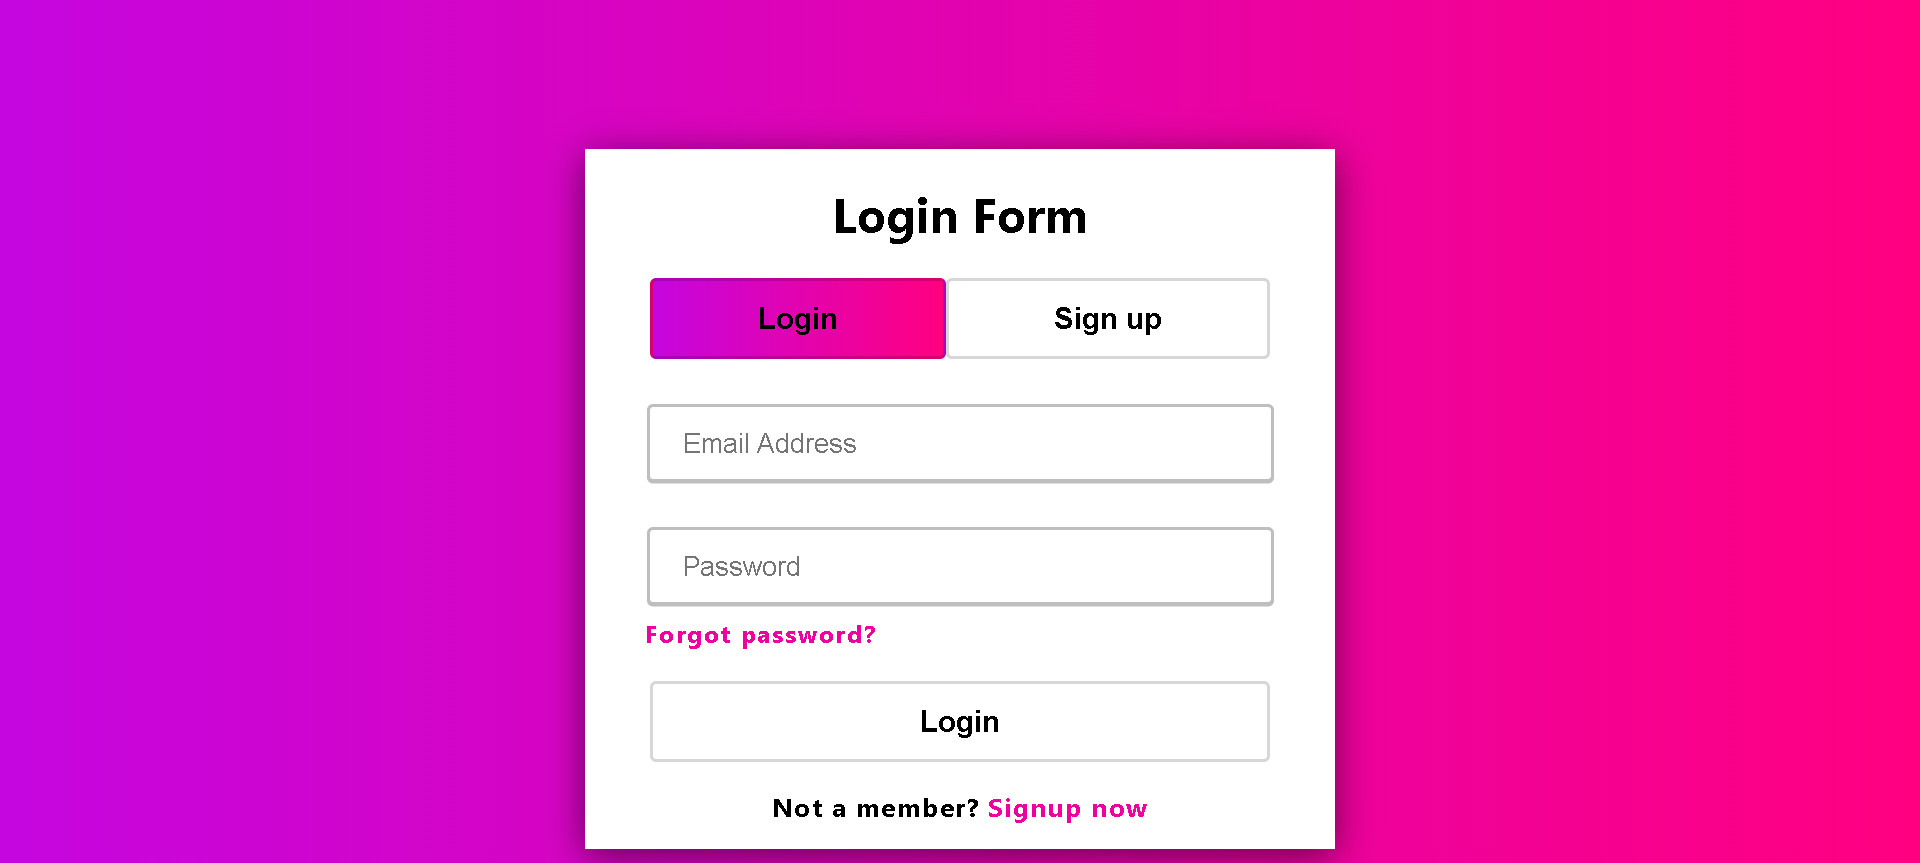 Login Form
Login Sign up
Email Address
Password
Forgot password?
Login
Not a member? Signup now